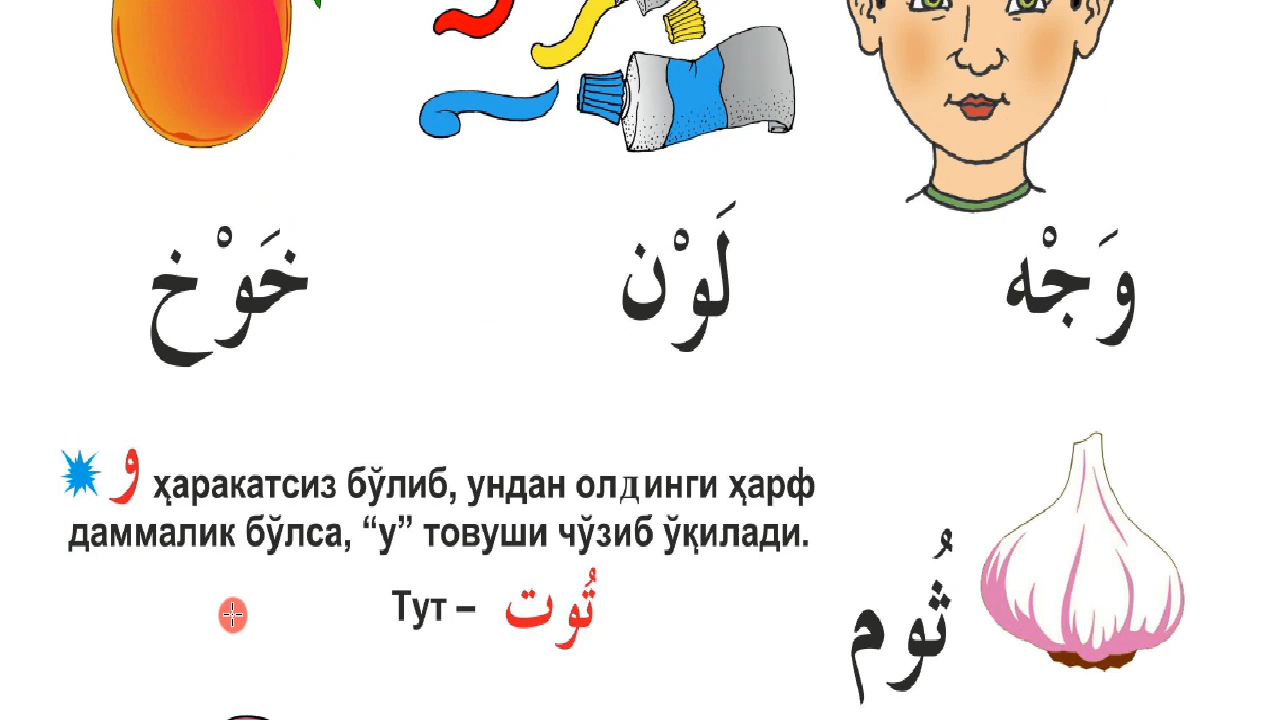 خَوْخ لَوْن وَجْه
و ҳаракатсиз бўлиб, ундан олдинги ҳарф
даммалик бўлса, “у” товуши чўзиб ўқилади.
Тут – تُوت
ثُوم